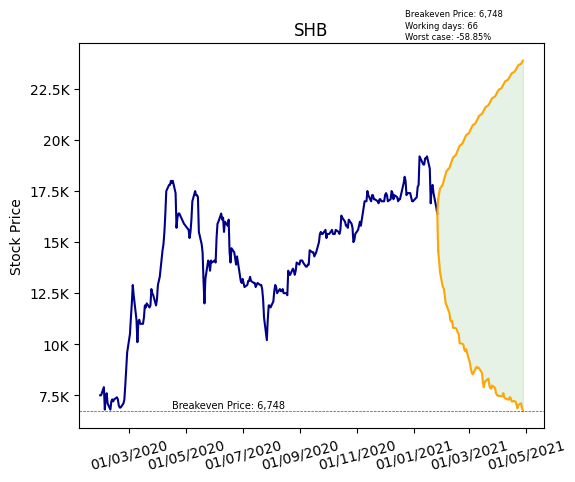 Breakeven Price: 6,748
Working days: 66
Worst case: -58.85%
SHB
Stock Price
22.5K
20K
17.5K
15K
12.5K
10K
7.5K
Breakeven Price: 6,748
01/03/2020
01/05/2020
01/07/2020
01/09/2020
01/11/2020
01/01/2021
01/03/2021
01/05/2021